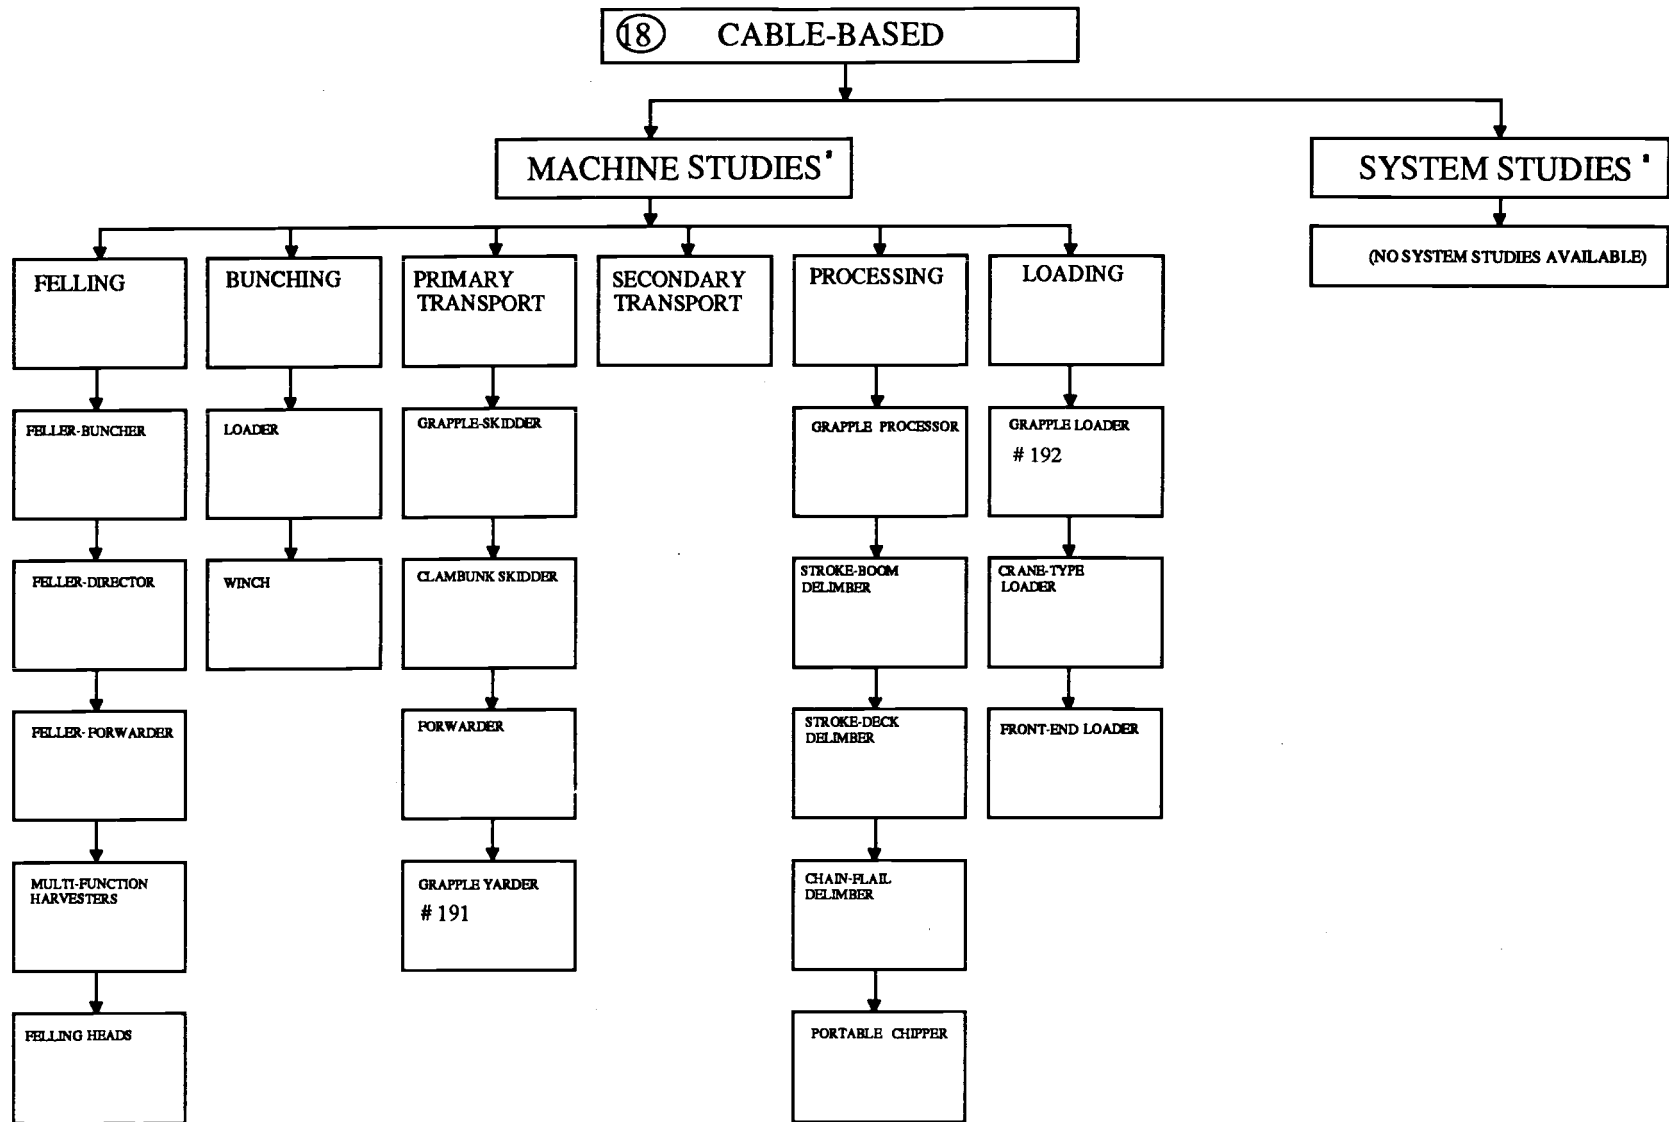 18 CABLE-BASED
MACHINE STUDIES a
SYSTEM STUDIES a
(NO SYSTEM STUDIES AVAILABLE)
FELLING
BUNCHING
PRIMARY
TRANSPORT
SECONDARY
TRANSPORT
PROCESSING
LOADING
FELLER-BUNCHER
LOADER
GRAPPLE-SKIDDER
GRAPPLE PROCESSOR
GRAPPLE LOADER
# 192
FELLER-DIRECTOR
WINCH
CLAMBUNK SKIDDER
STROKE-BOOM
DELIMBER
CRANE-TYPE
LOADER
FELLER-FORWARDER
FORWARDER
STROKE-DECK
DELIMBER
FRONT-END LOADER
MULTI-FUNCTION
HARVESTERS
GRAPPLE YARDER
# 191
CHAIN-FLAIL
DELIMBER
FELLING HEADS
PORTABLE CHIPPER